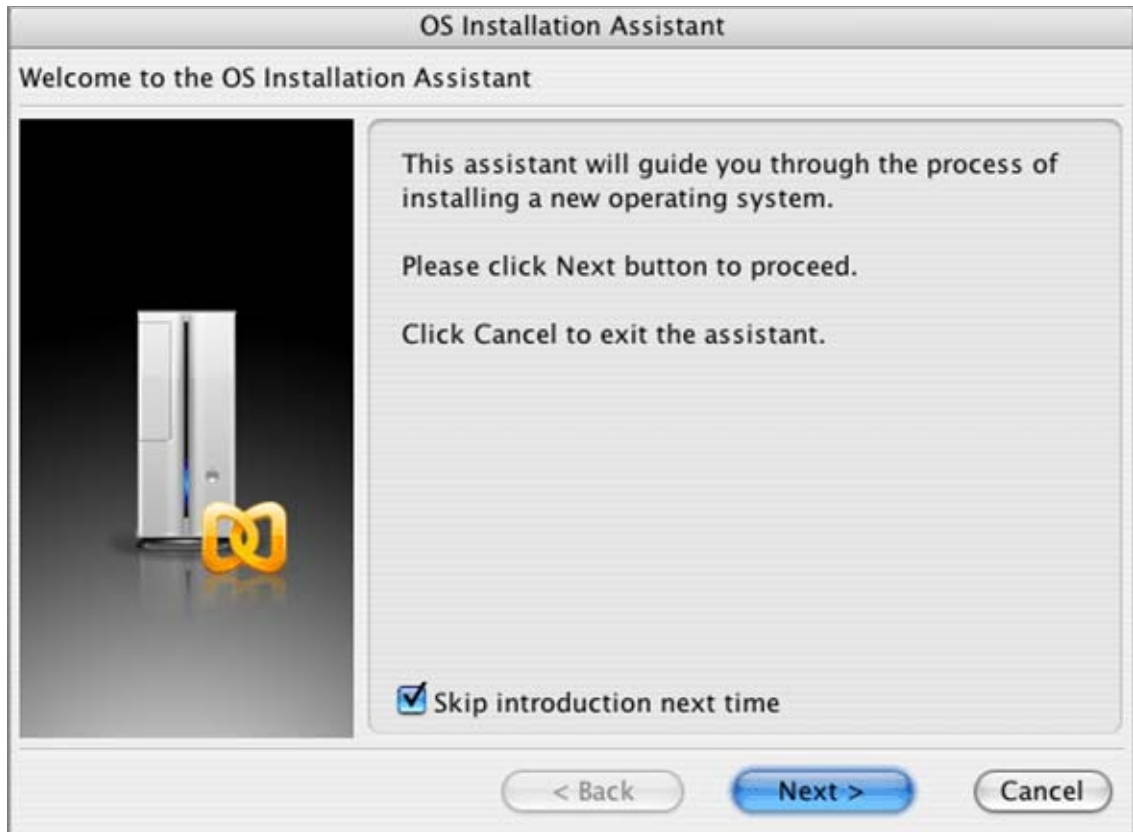 OS Installation Assistant
Welcome to the OS Installation Assistant
This assistant will guide you through the process of
installing a new operating system.
Please click Next button to proceed.
Click Cancel to exit the assistant.
Skip introduction next time
< Back
Next >
Cancel